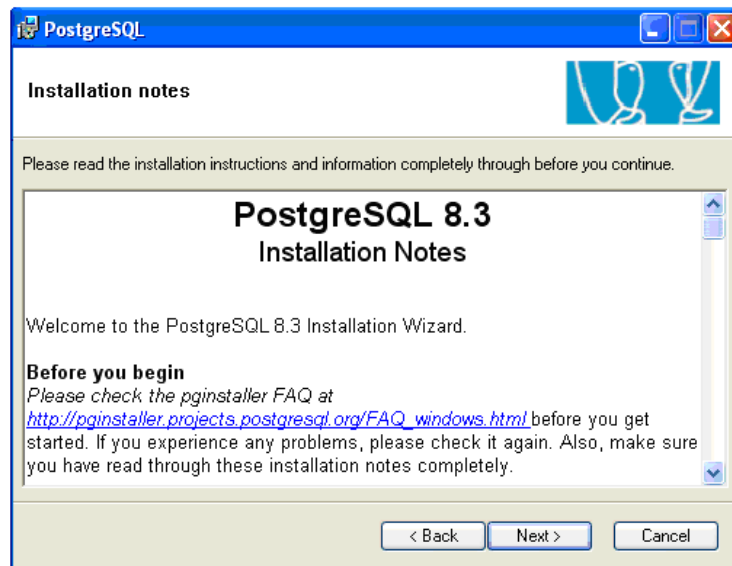 PostgreSQL
Installation notes
Please read the installation instructions and information completely through before you continue.
PostgreSQL 8.3
Installation Notes
Welcome to the PostgreSQL 8.3 Installation Wizard.
Before you begin
Please check the pginstaller FAQ at
http://pginstaller.projects.postgresql.org/FAQ_windows.html before you get
started. If you experience any problems, please check it again. Also, make sure
you have read through these installation notes completely.
< Back Next > Cancel